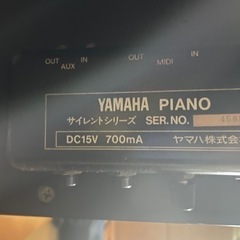 OUT IN OUT IN
AUX MIDI
YAMAHA PIANO
サイレントシリーズ SER.NO.
DC15V 700mA ヤマハ株式会